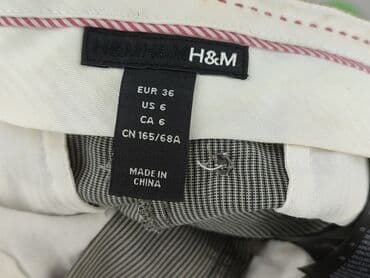 H&M H&M H&M
EUR 36
US 6
CA 6
CN 165/68A
MADE IN
CHINA